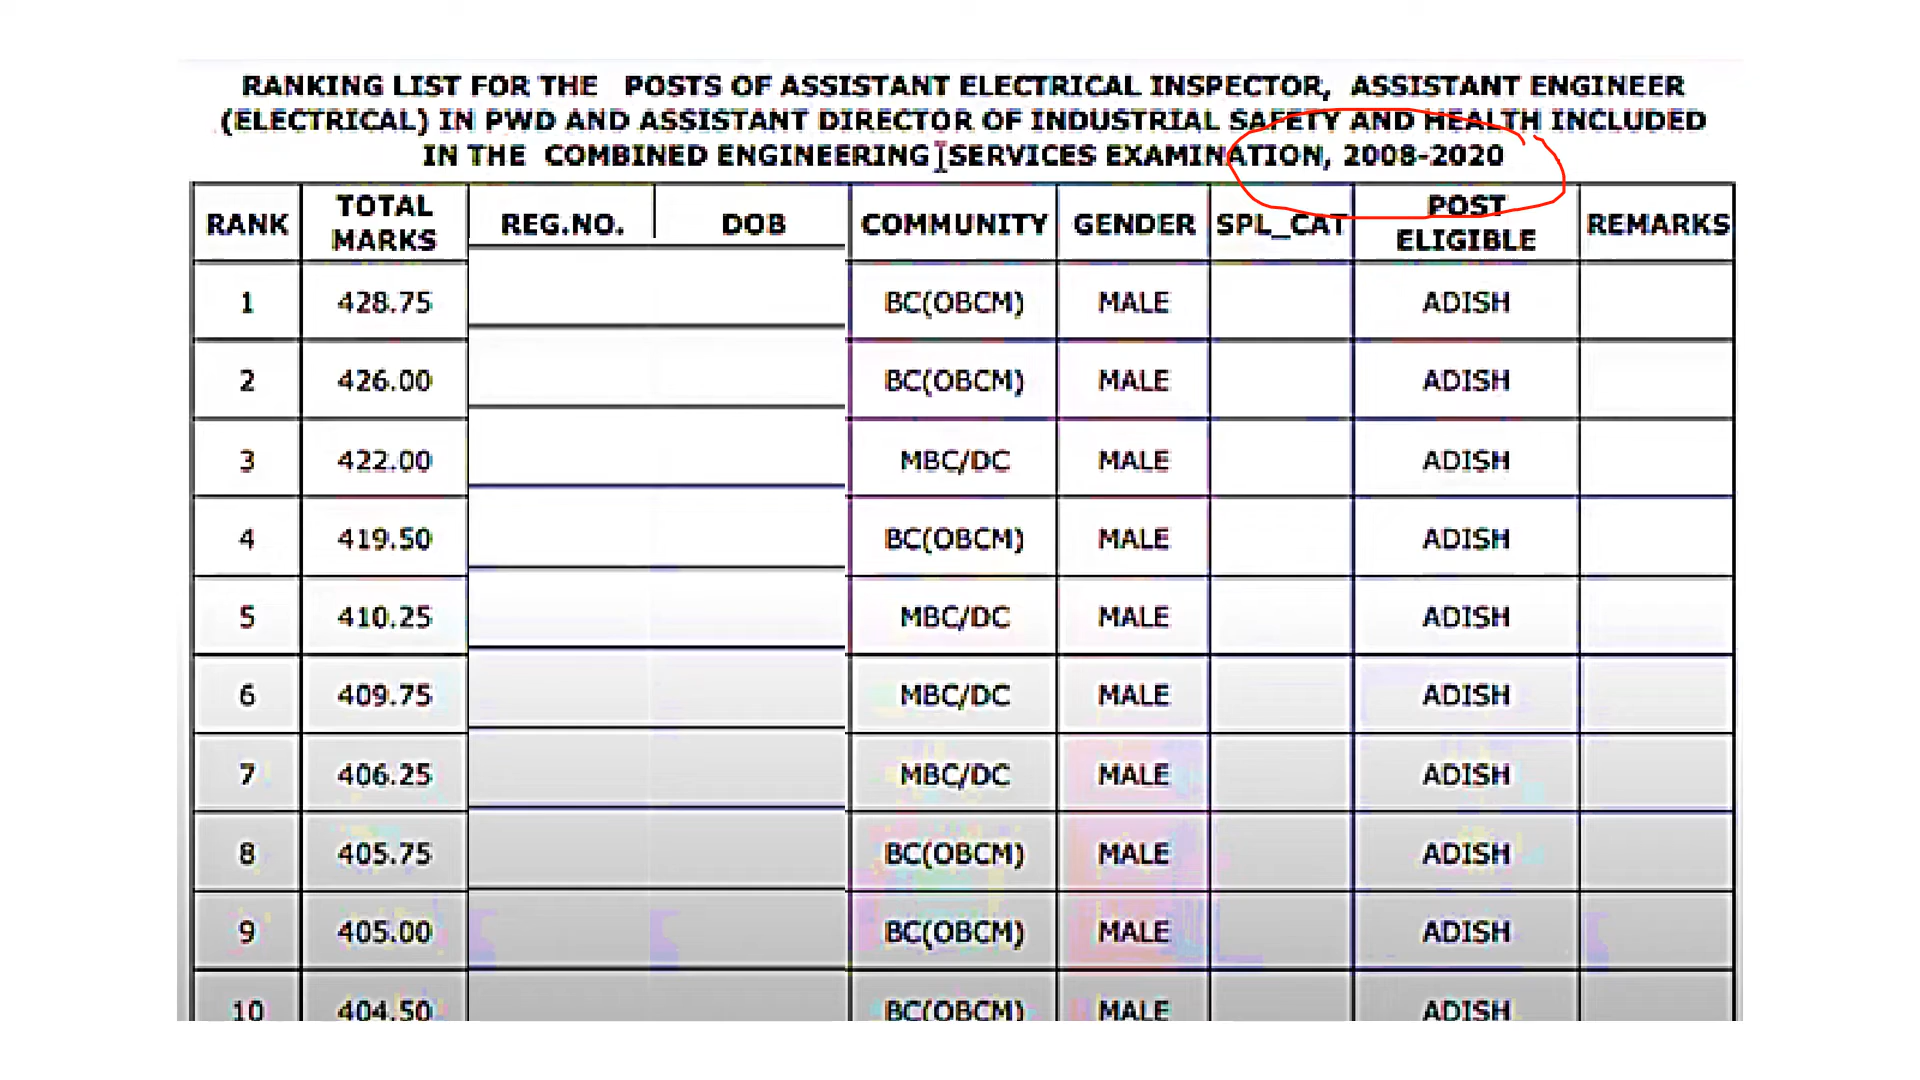 RANKING LIST FOR THE POSTS OF ASSISTANT ELECTRICAL INSPECTOR, ASSISTANT ENGINEER
(ELECTRICAL) IN PWD AND ASSISTANT DIRECTOR OF INDUSTRIAL SAFETY AND HEALTH INCLUDED
IN THE COMBINED ENGINEERING SERVICES EXAMINATION, 2008-2020
RANK TOTAL MARKS REG.NO. DOB COMMUNITY GENDER SPL_CAT POST ELIGIBLE REMARKS
1 428.75 BC(OBCM) MALE ADISH
2 426.00 BC(OBCM) MALE ADISH
3 422.00 MBC/DC MALE ADISH
4 419.50 BC(OBCM) MALE ADISH
5 410.25 MBC/DC MALE ADISH
6 409.75 MBC/DC MALE ADISH
7 406.25 MBC/DC MALE ADISH
8 405.75 BC(OBCM) MALE ADISH
9 405.00 BC(OBCM) MALE ADISH
10 404.50 BC(OBCM) MALE ADISH